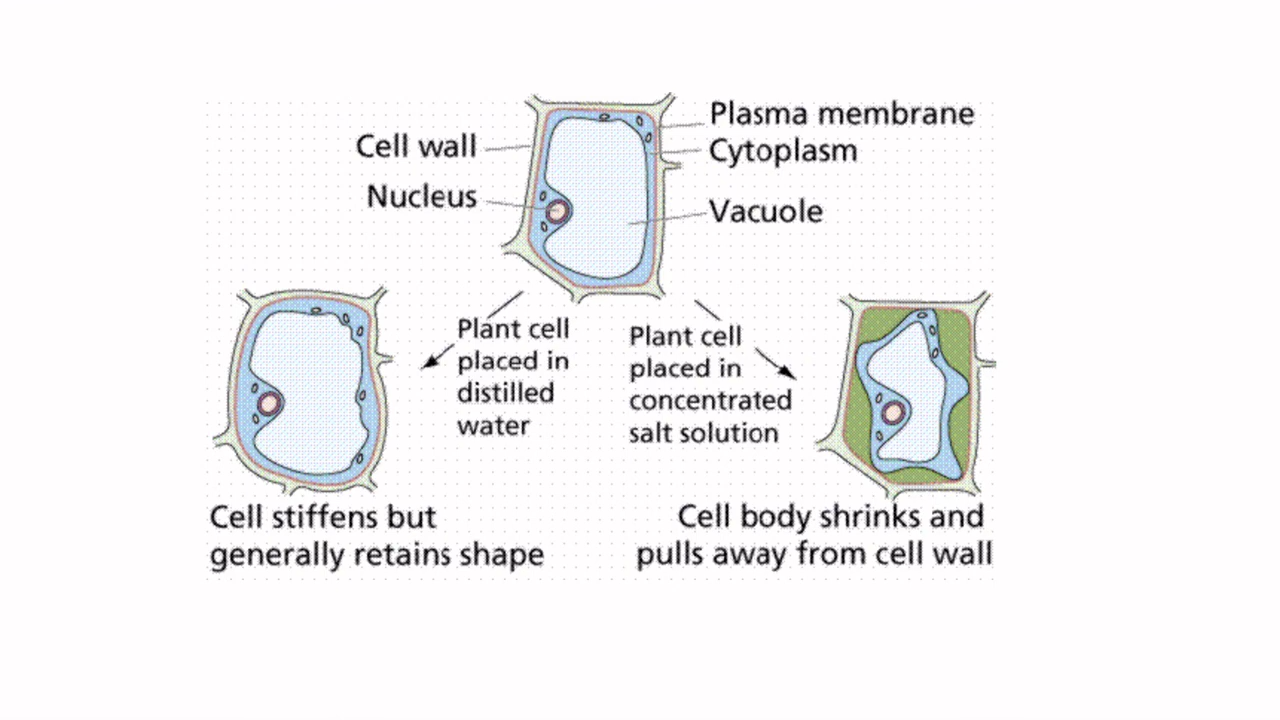 Cell wall
Nucleus
Plasma membrane
Cytoplasm
Vacuole
Plant cell
placed in
distilled
water
Plant cell
placed in
concentrated
salt solution
Cell stiffens but
generally retains shape
Cell body shrinks and
pulls away from cell wall